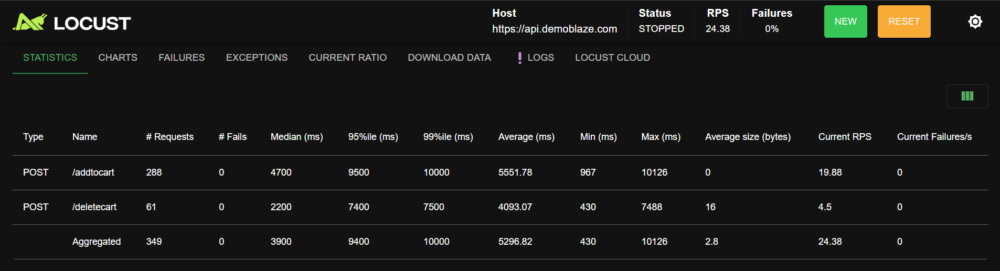 LOCUST
Host
https://api.demoblaze.com
Status
STOPPED
RPS
24.38
Failures
0%
NEW
RESET
STATISTICS CHARTS FAILURES EXCEPTIONS CURRENT RATIO DOWNLOAD DATA ❗ LOGS LOCUST CLOUD
Type Name # Requests # Fails Median (ms) 95%ile (ms) 99%ile (ms) Average (ms) Min (ms) Max (ms) Average size (bytes) Current RPS Current Failures/s
POST /addtocart 288 0 4700 9500 10000 5551.78 967 10126 0 19.88 0
POST /deletecart 61 0 2200 7400 7500 4093.07 430 7488 16 4.5 0
Aggregated 349 0 3900 9400 10000 5296.82 430 10126 2.8 24.38 0